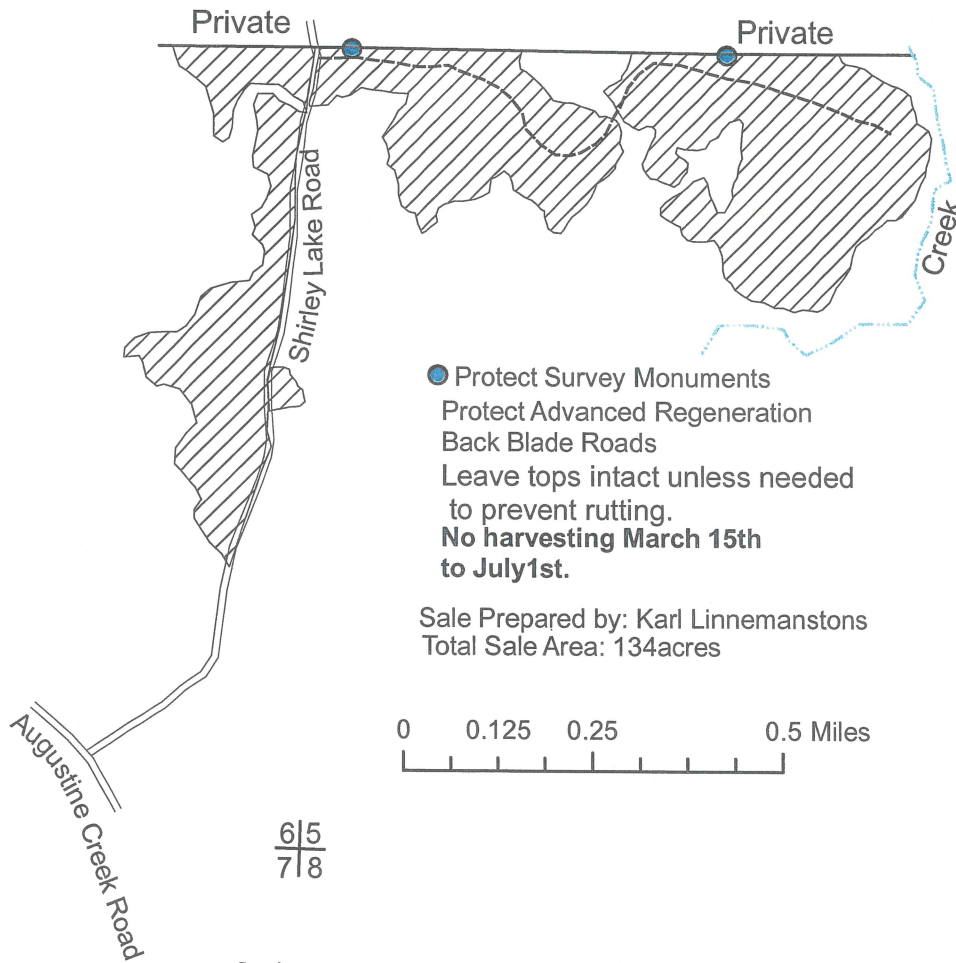 Private
Private
Shirley Lake Road
Creek
Protect Survey Monuments
Protect Advanced Regeneration
Back Blade Roads
Leave tops intact unless needed
to prevent rutting.
No harvesting March 15th
to July1st.
Sale Prepared by: Karl Linnemanstons
Total Sale Area: 134acres
0 0.125 0.25 0.5 Miles
Augustine Creek Road
6 5
7 8